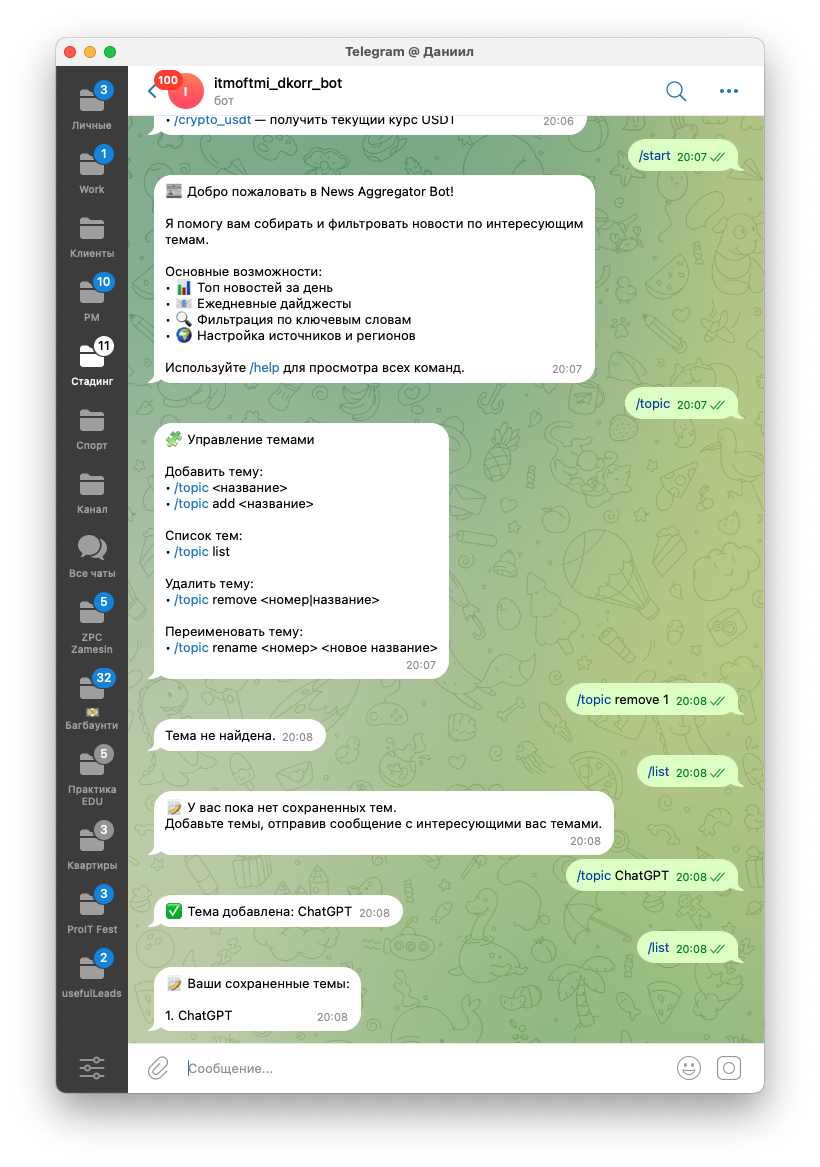 Telegram @ Даниил
3
Личные
1
Work
Клиенты
10
PM
11
Стадинг
Спорт
Канал
Все чаты
5
ZPC
Zamesin
32
Багбаунти
5
Практика
EDU
3
Квартиры
3
ProIT Fest
2
usefulLeads
100
I
itmoftmi_dkorr_bot
бот
• /crypto_usdt — получить текущий курс USDT 20:06
/start 20:07
Добро пожаловать в News Aggregator Bot!
Я помогу вам собирать и фильтровать новости по интересующим
темам.
Основные возможности:
• 📊 Топ новостей за день
• 📧 Ежедневные дайджесты
• 🔍 Фильтрация по ключевым словам
• 🌍 Настройка источников и регионов
Используйте /help для просмотра всех команд. 20:07
/topic 20:07
🧩 Управление темами
Добавить тему:
• /topic <название>
• /topic add <название>
Список тем:
• /topic list
Удалить тему:
• /topic remove <номер|название>
Переименовать тему:
• /topic rename <номер> <новое название>
20:07
/topic remove 1 20:08
Тема не найдена. 20:08
/list 20:08
📝 У вас пока нет сохраненных тем.
Добавьте темы, отправив сообщение с интересующими вас темами.
20:08
/topic ChatGPT 20:08
✅ Тема добавлена: ChatGPT 20:08
/list 20:08
📝 Ваши сохраненные темы:
1. ChatGPT 20:08
Сообщение...